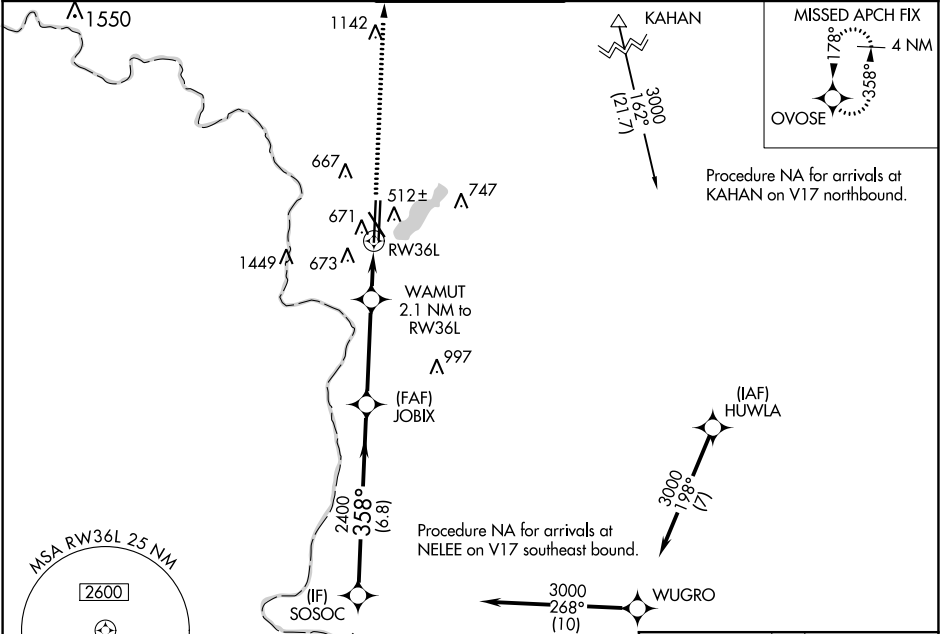 1550
1142
KAHAN
3000
162°
(21.7)
MISSED APCH FIX
178°
4 NM
358°
OVOSE
Procedure NA for arrivals at
KAHAN on V17 northbound.
667
512±
747
671
RW36L
1449
673
WAMUT
2.1 NM to
RW36L
997
(FAF)
JOBIX
(IAF)
HUWLA
3000
198°
(7)
2400
358°
(6.8)
Procedure NA for arrivals at
NELEE on V17 southeast bound.
MSA RW36L 25 NM
2600
(IF)
SOSOC
3000
268°
(10)
WUGRO